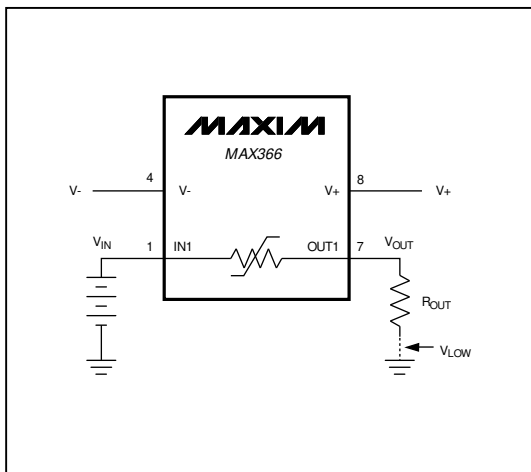 MAXIM
MAX366
4
8
V-
V-
V+
V+
VIN
1
IN1
OUT1
7
VOUT
ROUT
VLOW